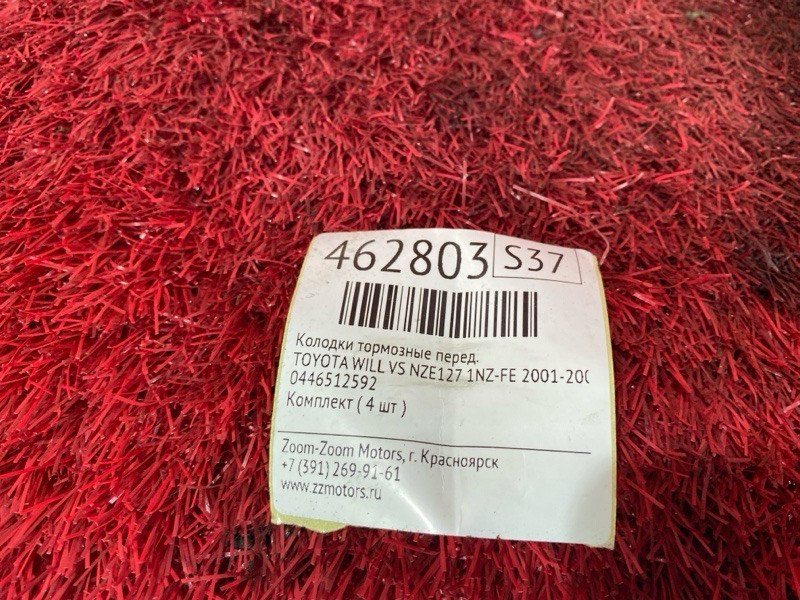 462803 S37
Колодки тормозные перед.
TOYOTA WILL VS NZE127 1NZ-FE 2001-200
0446512592
Комплект ( 4 шт )
Zoom-Zoom Motors, г. Красноярск
+7 (391) 269-91-61
www.zzmotors.ru